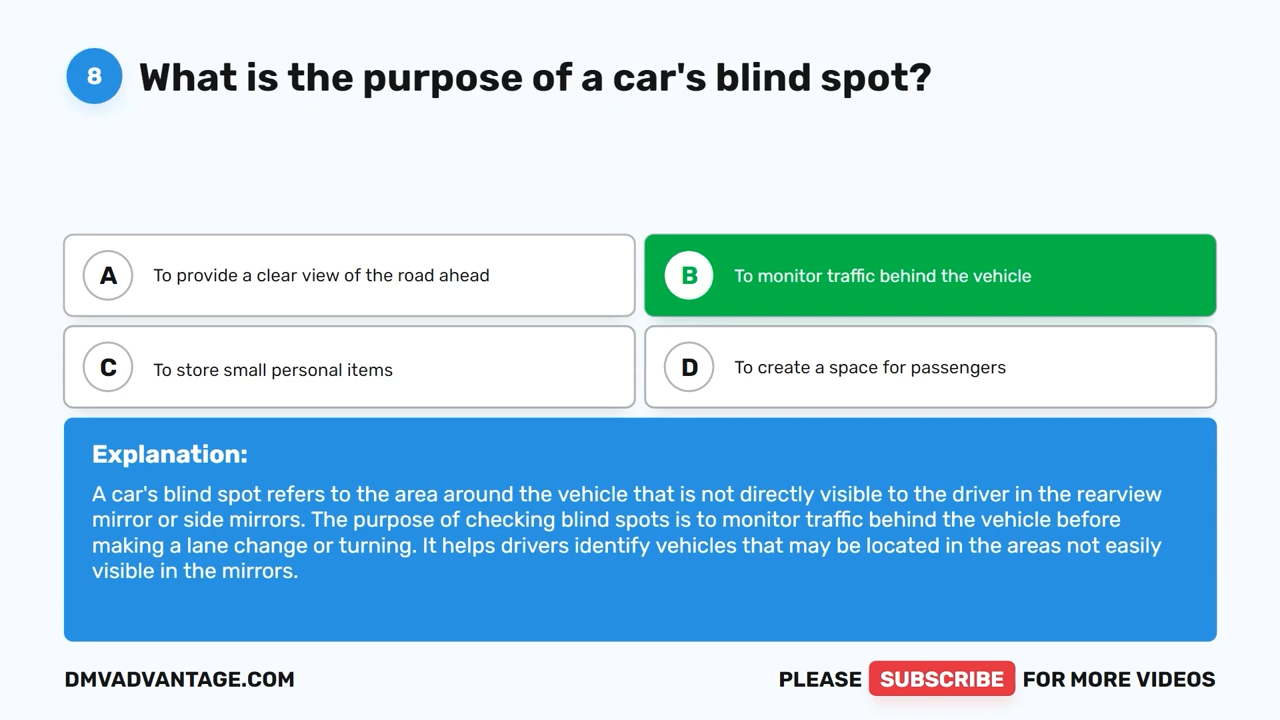 8 What is the purpose of a car's blind spot?
A To provide a clear view of the road ahead
B To monitor traffic behind the vehicle
C To store small personal items
D To create a space for passengers
Explanation:
A car's blind spot refers to the area around the vehicle that is not directly visible to the driver in the rearview
mirror or side mirrors. The purpose of checking blind spots is to monitor traffic behind the vehicle before
making a lane change or turning. It helps drivers identify vehicles that may be located in the areas not easily
visible in the mirrors.
DMVADVANTAGE.COM
PLEASE SUBSCRIBE FOR MORE VIDEOS